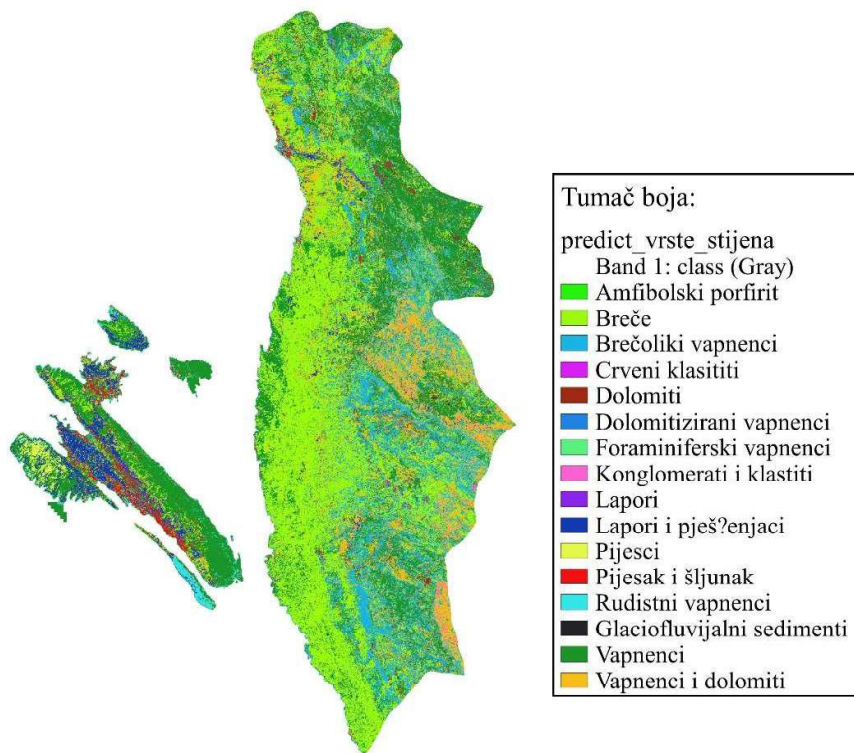 Tumač boja:
predict_vrste_stijena
Band 1: class (Gray)
Amfibolski porfirit
Breče
Brečoliki vapnenci
Crveni klasititi
Dolomiti
Dolomitizirani vapnenci
Foraminiferski vapnenci
Konglomerati i klastiti
Lapori
Lapori i pješ?enjaci
Pijesci
Pijesak i šljunak
Rudistni vapnenci
Glaciofluvijalni sedimenti
Vapnenci
Vapnenci i dolomiti